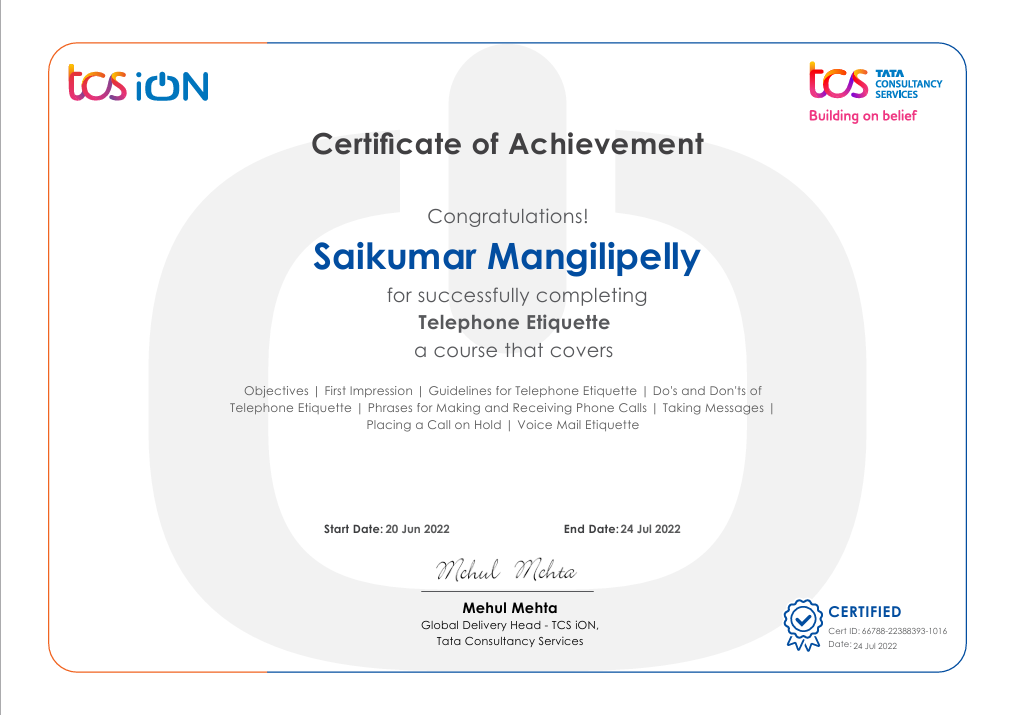 tcs iON
tcs TATA
CONSULTANCY
SERVICES
Building on belief
Certificate of Achievement
Congratulations!
Saikumar Mangilipelly
for successfully completing
Telephone Etiquette
a course that covers
Objectives | First Impression | Guidelines for Telephone Etiquette | Do's and Don'ts of
Telephone Etiquette | Phrases for Making and Receiving Phone Calls | Taking Messages |
Placing a Call on Hold | Voice Mail Etiquette
Start Date: 20 Jun 2022 End Date: 24 Jul 2022
Mehul Mehta
Mehul Mehta
Global Delivery Head - TCS iON,
Tata Consultancy Services
CERTIFIED
Cert ID: 66788-22388393-1016
Date: 24 Jul 2022